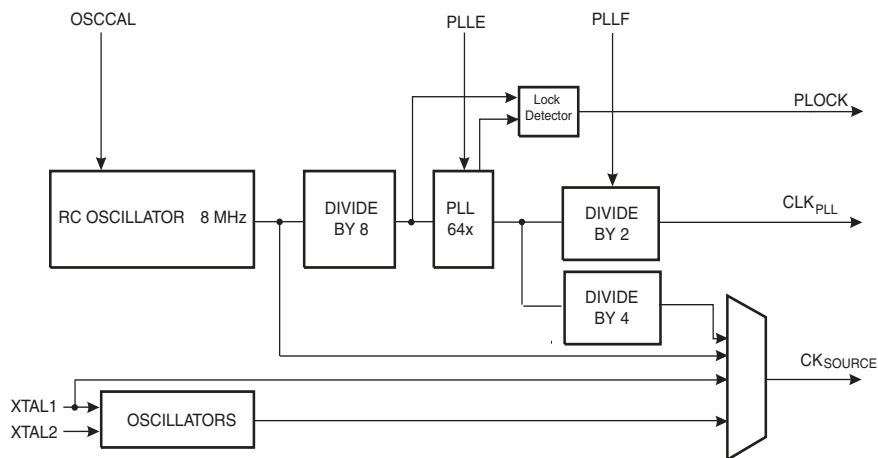 OSCCAL
PLLE
PLLF
Lock
Detector
PLOCK
RC OSCILLATOR 8 MHz
DIVIDE
BY 8
PLL
64x
DIVIDE
BY 2
CLKPLL
DIVIDE
BY 4
CKSOURCE
XTAL1
XTAL2
OSCILLATORS